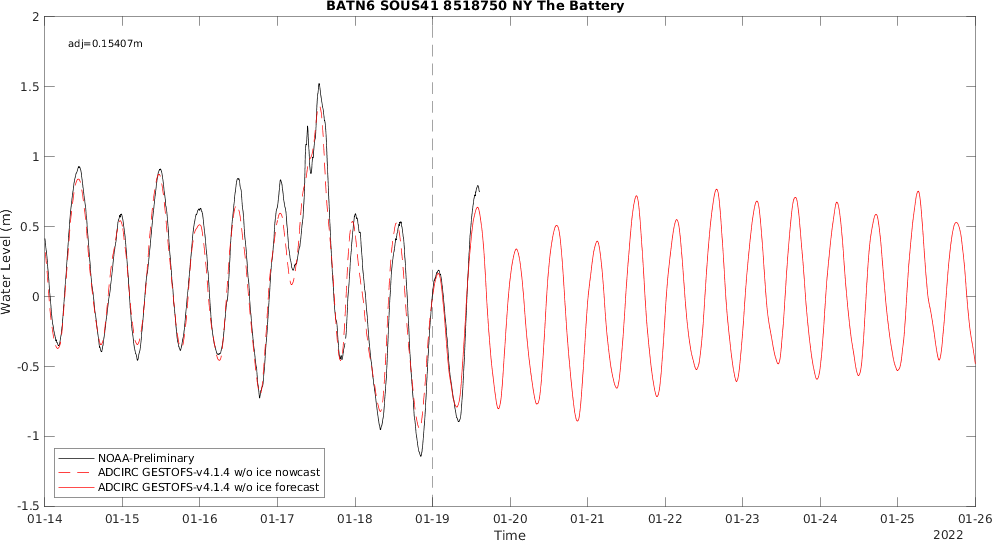 BATN6 SOUS41 8518750 NY The Battery
adj=0.15407m
2
1.5
1
0.5
0
-0.5
-1
-1.5
Water Level (m)
NOAA-Preliminary
ADCIRC GESTOFS-v4.1.4 w/o ice nowcast
ADCIRC GESTOFS-v4.1.4 w/o ice forecast
01-14 01-15 01-16 01-17 01-18 01-19 01-20 01-21 01-22 01-23 01-24 01-25 01-26
Time
2022